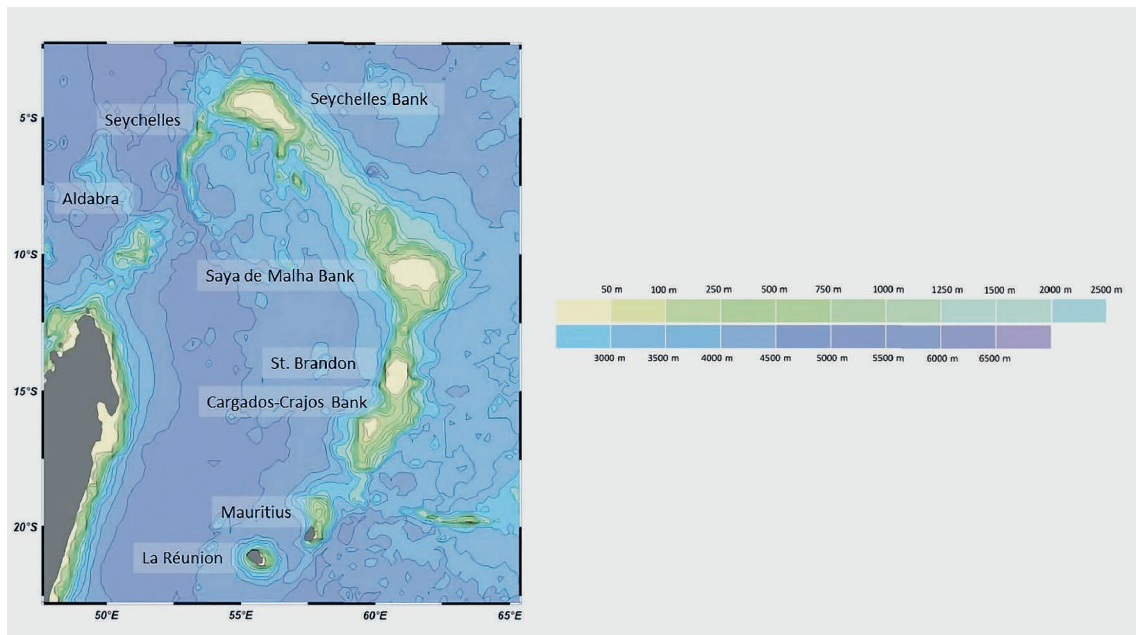 Seychelles Bank
5°S
Seychelles
Aldabra
10°S
Saya de Malha Bank
50 m 100 m 250 m 500 m 750 m 1000 m 1250 m 1500 m 2000 m 2500 m
3000 m 3500 m 4000 m 4500 m 5000 m 5500 m 6000 m 6500 m
St. Brandon
15°S
Cargados-Crajos Bank
Mauritius
20°S
La Réunion
50°E 55°E 60°E 65°E